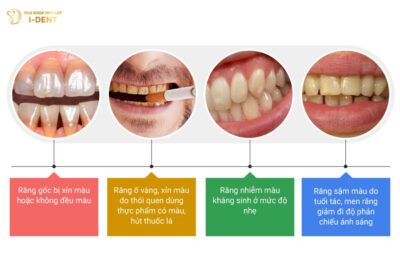 NHA KHOA IMPLANT
I-DENT
Răng gốc bị xỉn màu
hoặc không đều màu
Răng ố vàng, xỉn màu
do thói quen dùng
thực phẩm có màu,
hút thuốc lá
Răng nhiễm màu
kháng sinh ở mức độ
nhẹ
Răng sậm màu do
tuổi tác, men răng
giảm đi độ phản
chiếu ánh sáng